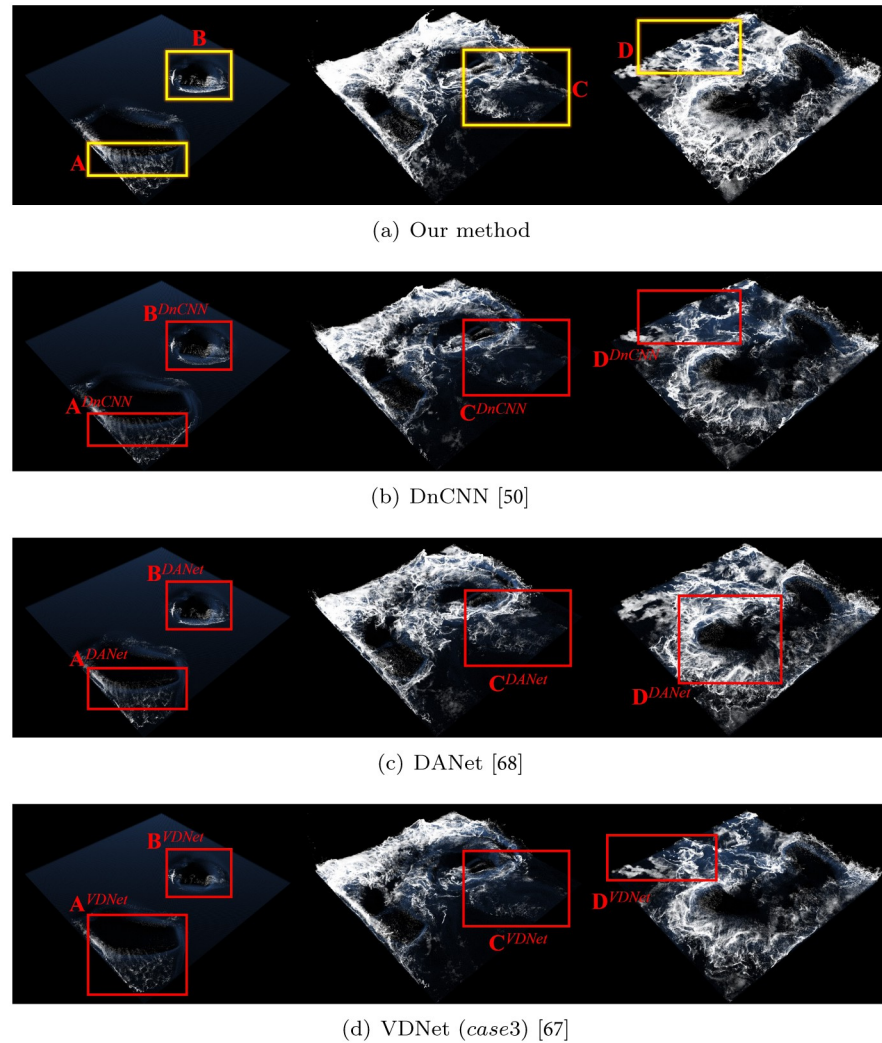 B
D
C
A
(a) Our method
B^DnCNN
D^DnCNN
A^DnCNN
C^DnCNN
(b) DnCNN [50]
B^DANet
A^DANet
C^DANet
D^DANet
(c) DANet [68]
B^VDNet
A^VDNet
D^VDNet
C^VDNet
(d) VDNet (case3) [67]